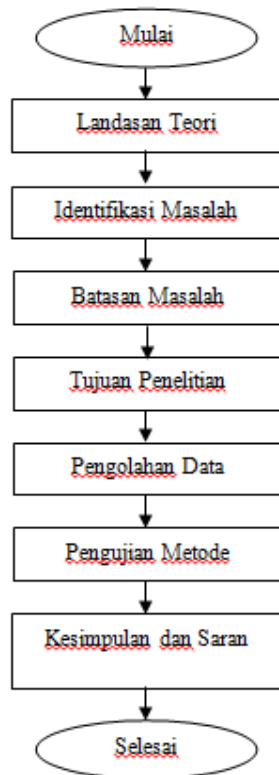 Mulai
Landasan Teori
Identifikasi Masalah
Batasan Masalah
Tujuan Penelitian
Pengolahan Data
Pengujian Metode
Kesimpulan dan Saran
Selesai